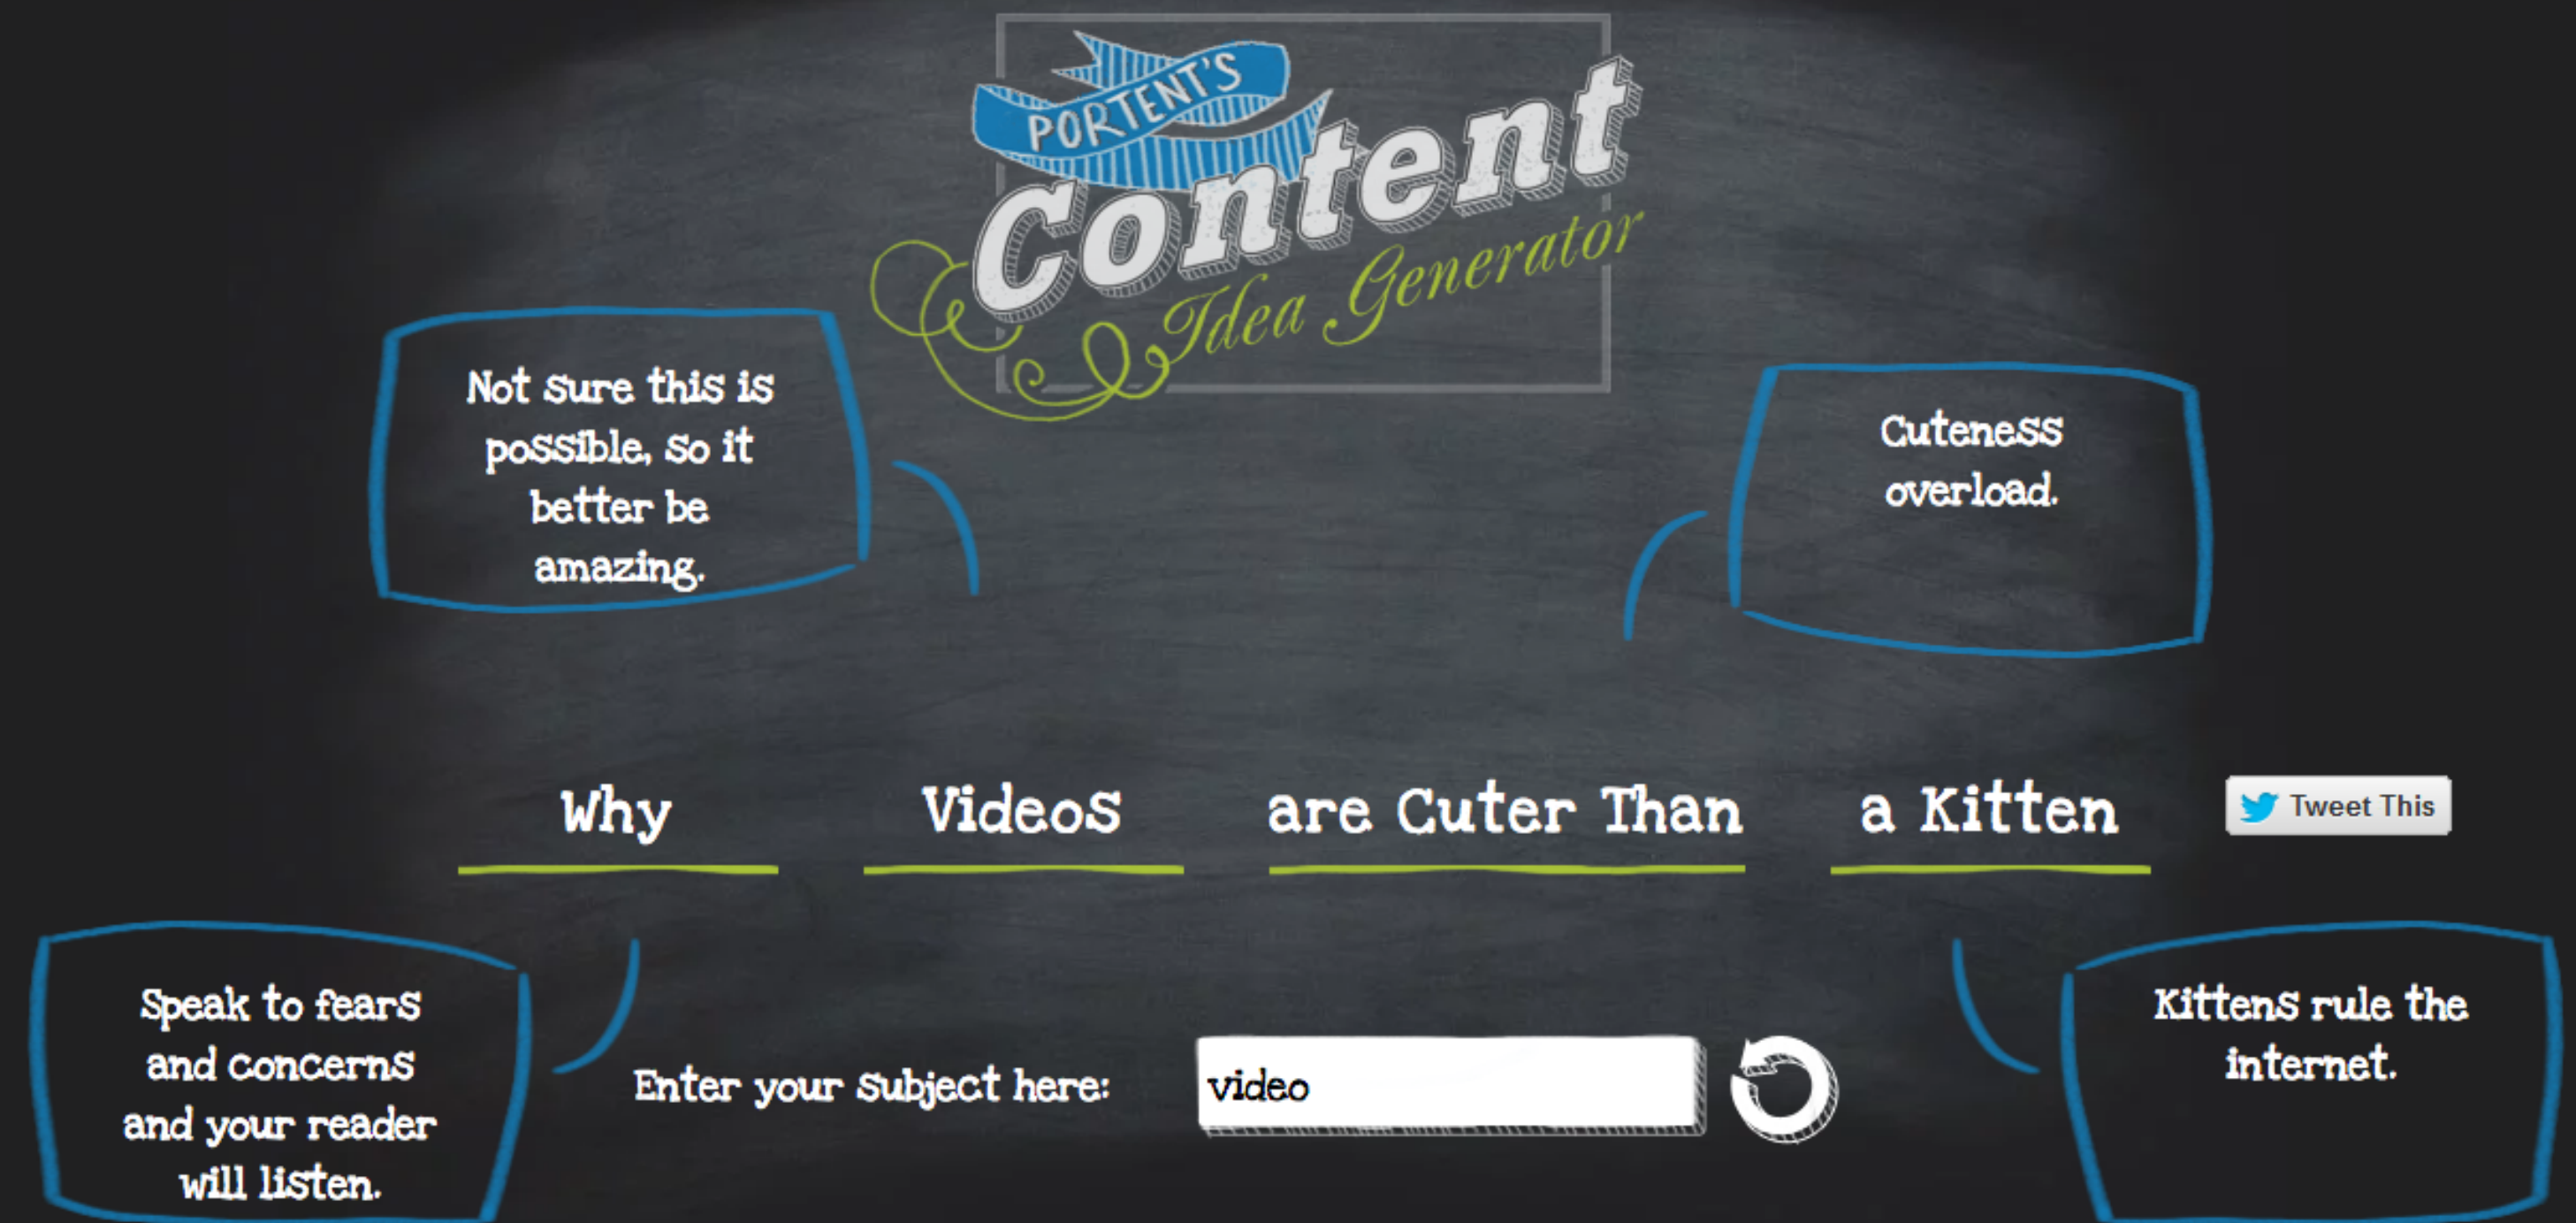 PORTENT'S
Content
Idea Generator
Not sure this is
possible, so it
better be
amazing.
Cuteness
overload.
Why Videos are Cuter Than a Kitten
Tweet This
Speak to fears
and concerns
and your reader
will listen.
Enter your subject here: video
Kittens rule the
internet.